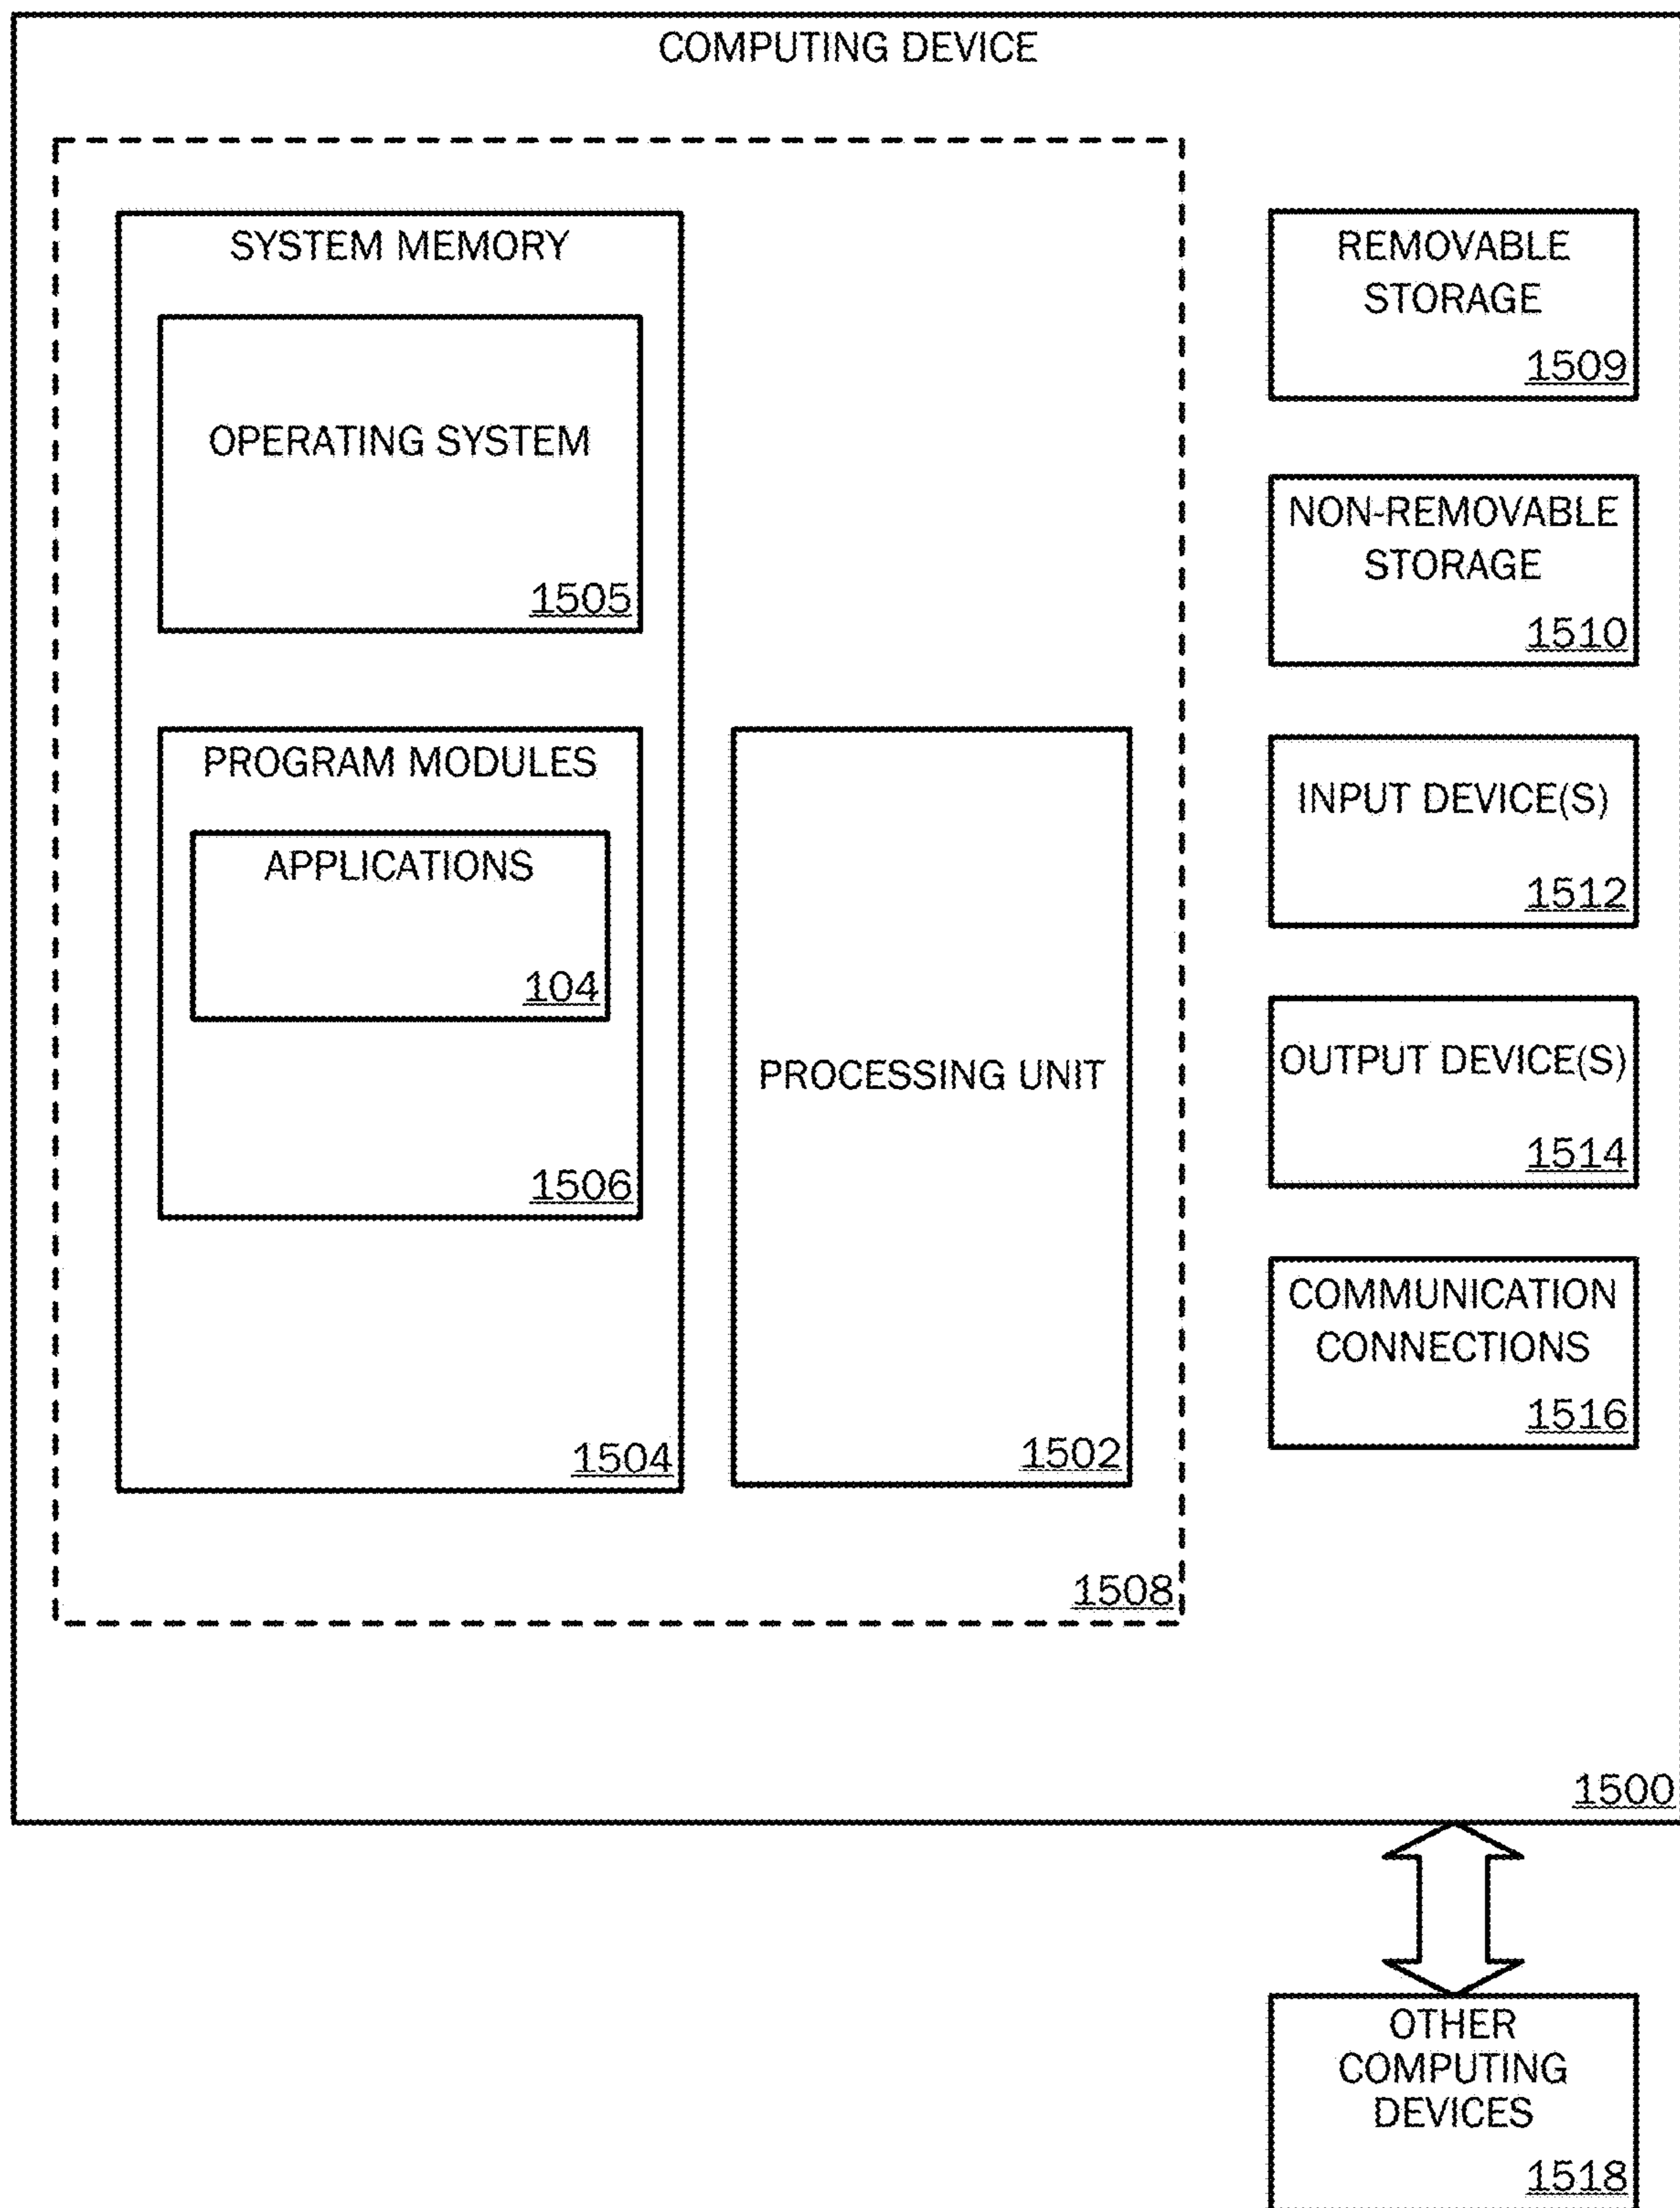 COMPUTING DEVICE
SYSTEM MEMORY
OPERATING SYSTEM
1505
PROGRAM MODULES
APPLICATIONS
104
1506
1504
PROCESSING UNIT
1502
1508
REMOVABLE
STORAGE
1509
NON-REMOVABLE
STORAGE
1510
INPUT DEVICE(S)
1512
OUTPUT DEVICE(S)
1514
COMMUNICATION
CONNECTIONS
1516
1500
OTHER
COMPUTING
DEVICES
1518